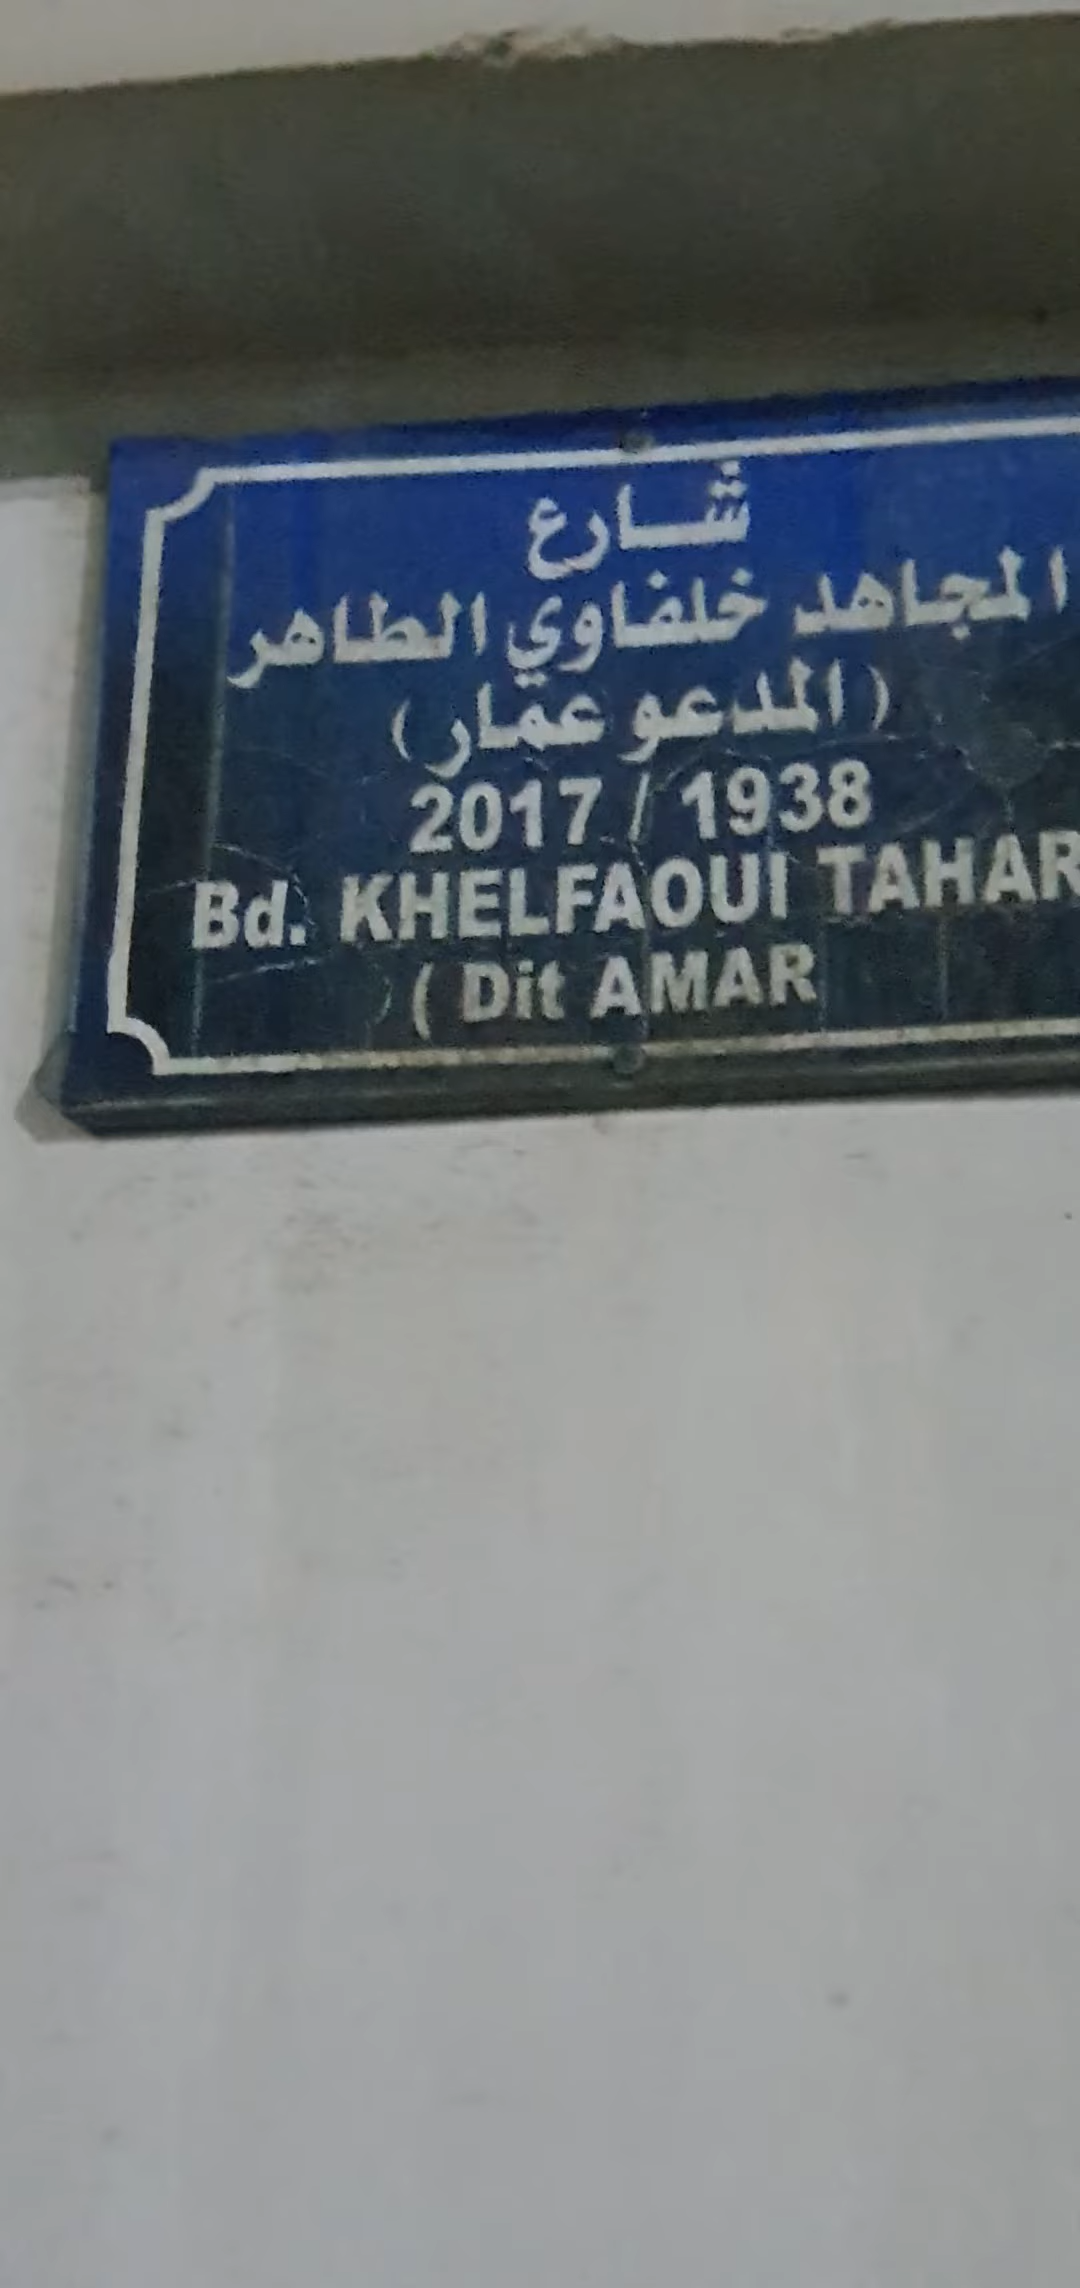 شارع
المجاهد خلفاوي الطاهر
(المدعو عمار)
2017 / 1938
Bd. KHELFAOUI TAHAR
( Dit AMAR